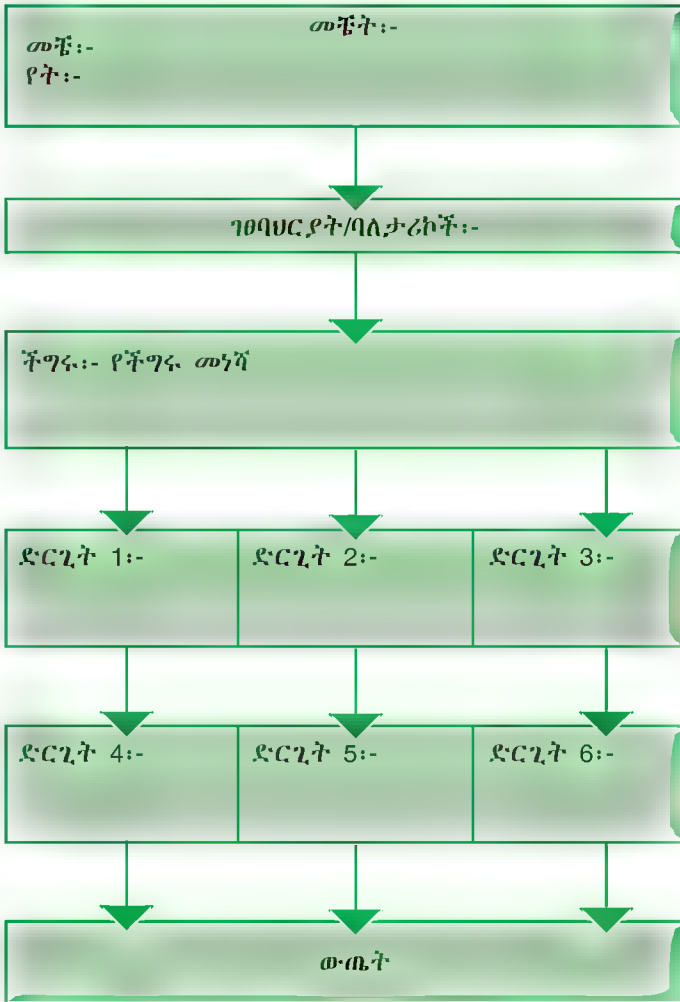 መቼት፡-
መቼ፡-
የት፡-
ገፀባህርያት/ባለታሪኮች፡-
ችግሩ፡- የችግሩ መነሻ
ድርጊት 1፡-
ድርጊት 2፡-
ድርጊት 3፡-
ድርጊት 4፡-
ድርጊት 5፡-
ድርጊት 6፡-
ውጤት